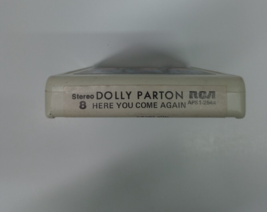 Stereo DOLLY PARTON RCA
8 HERE YOU COME AGAIN